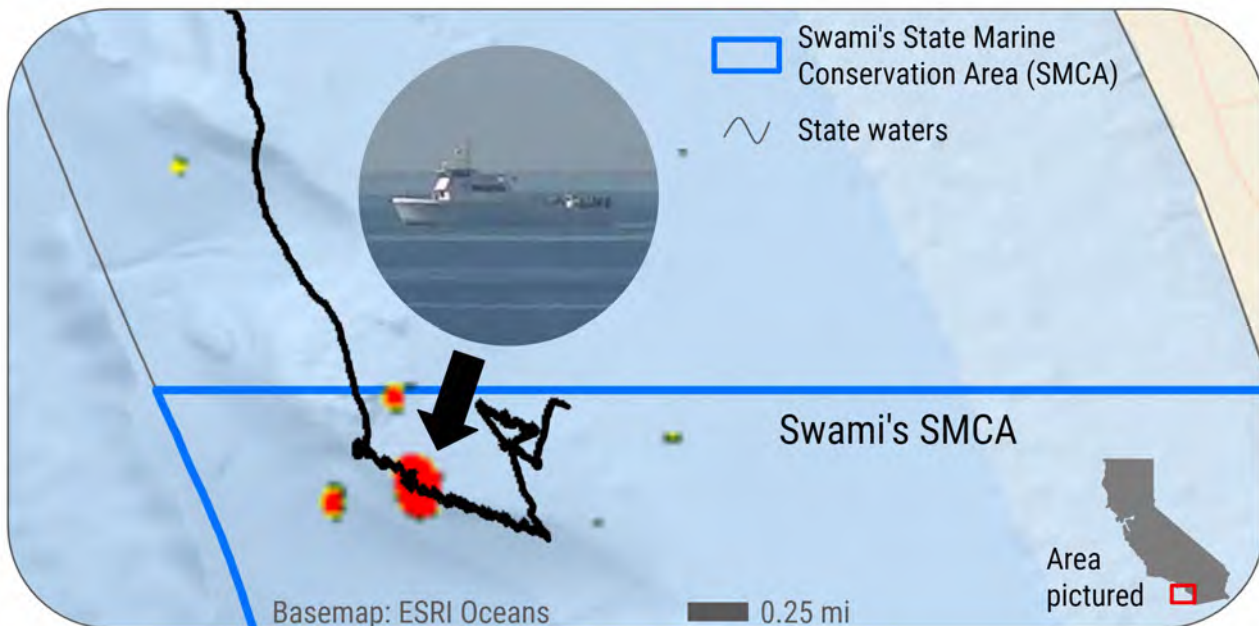 Swami's State Marine
Conservation Area (SMCA)
State waters
Swami's SMCA
Area
pictured
Basemap: ESRI Oceans
0.25 mi